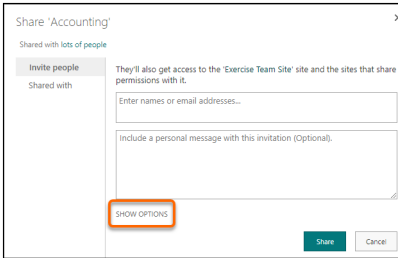 Share 'Accounting'
Shared with lots of people
Invite people
Shared with
They'll also get access to the 'Exercise Team Site' site and the sites that share
permissions with it.
Enter names or email addresses...
Include a personal message with this invitation (Optional).
SHOW OPTIONS
Share
Cancel